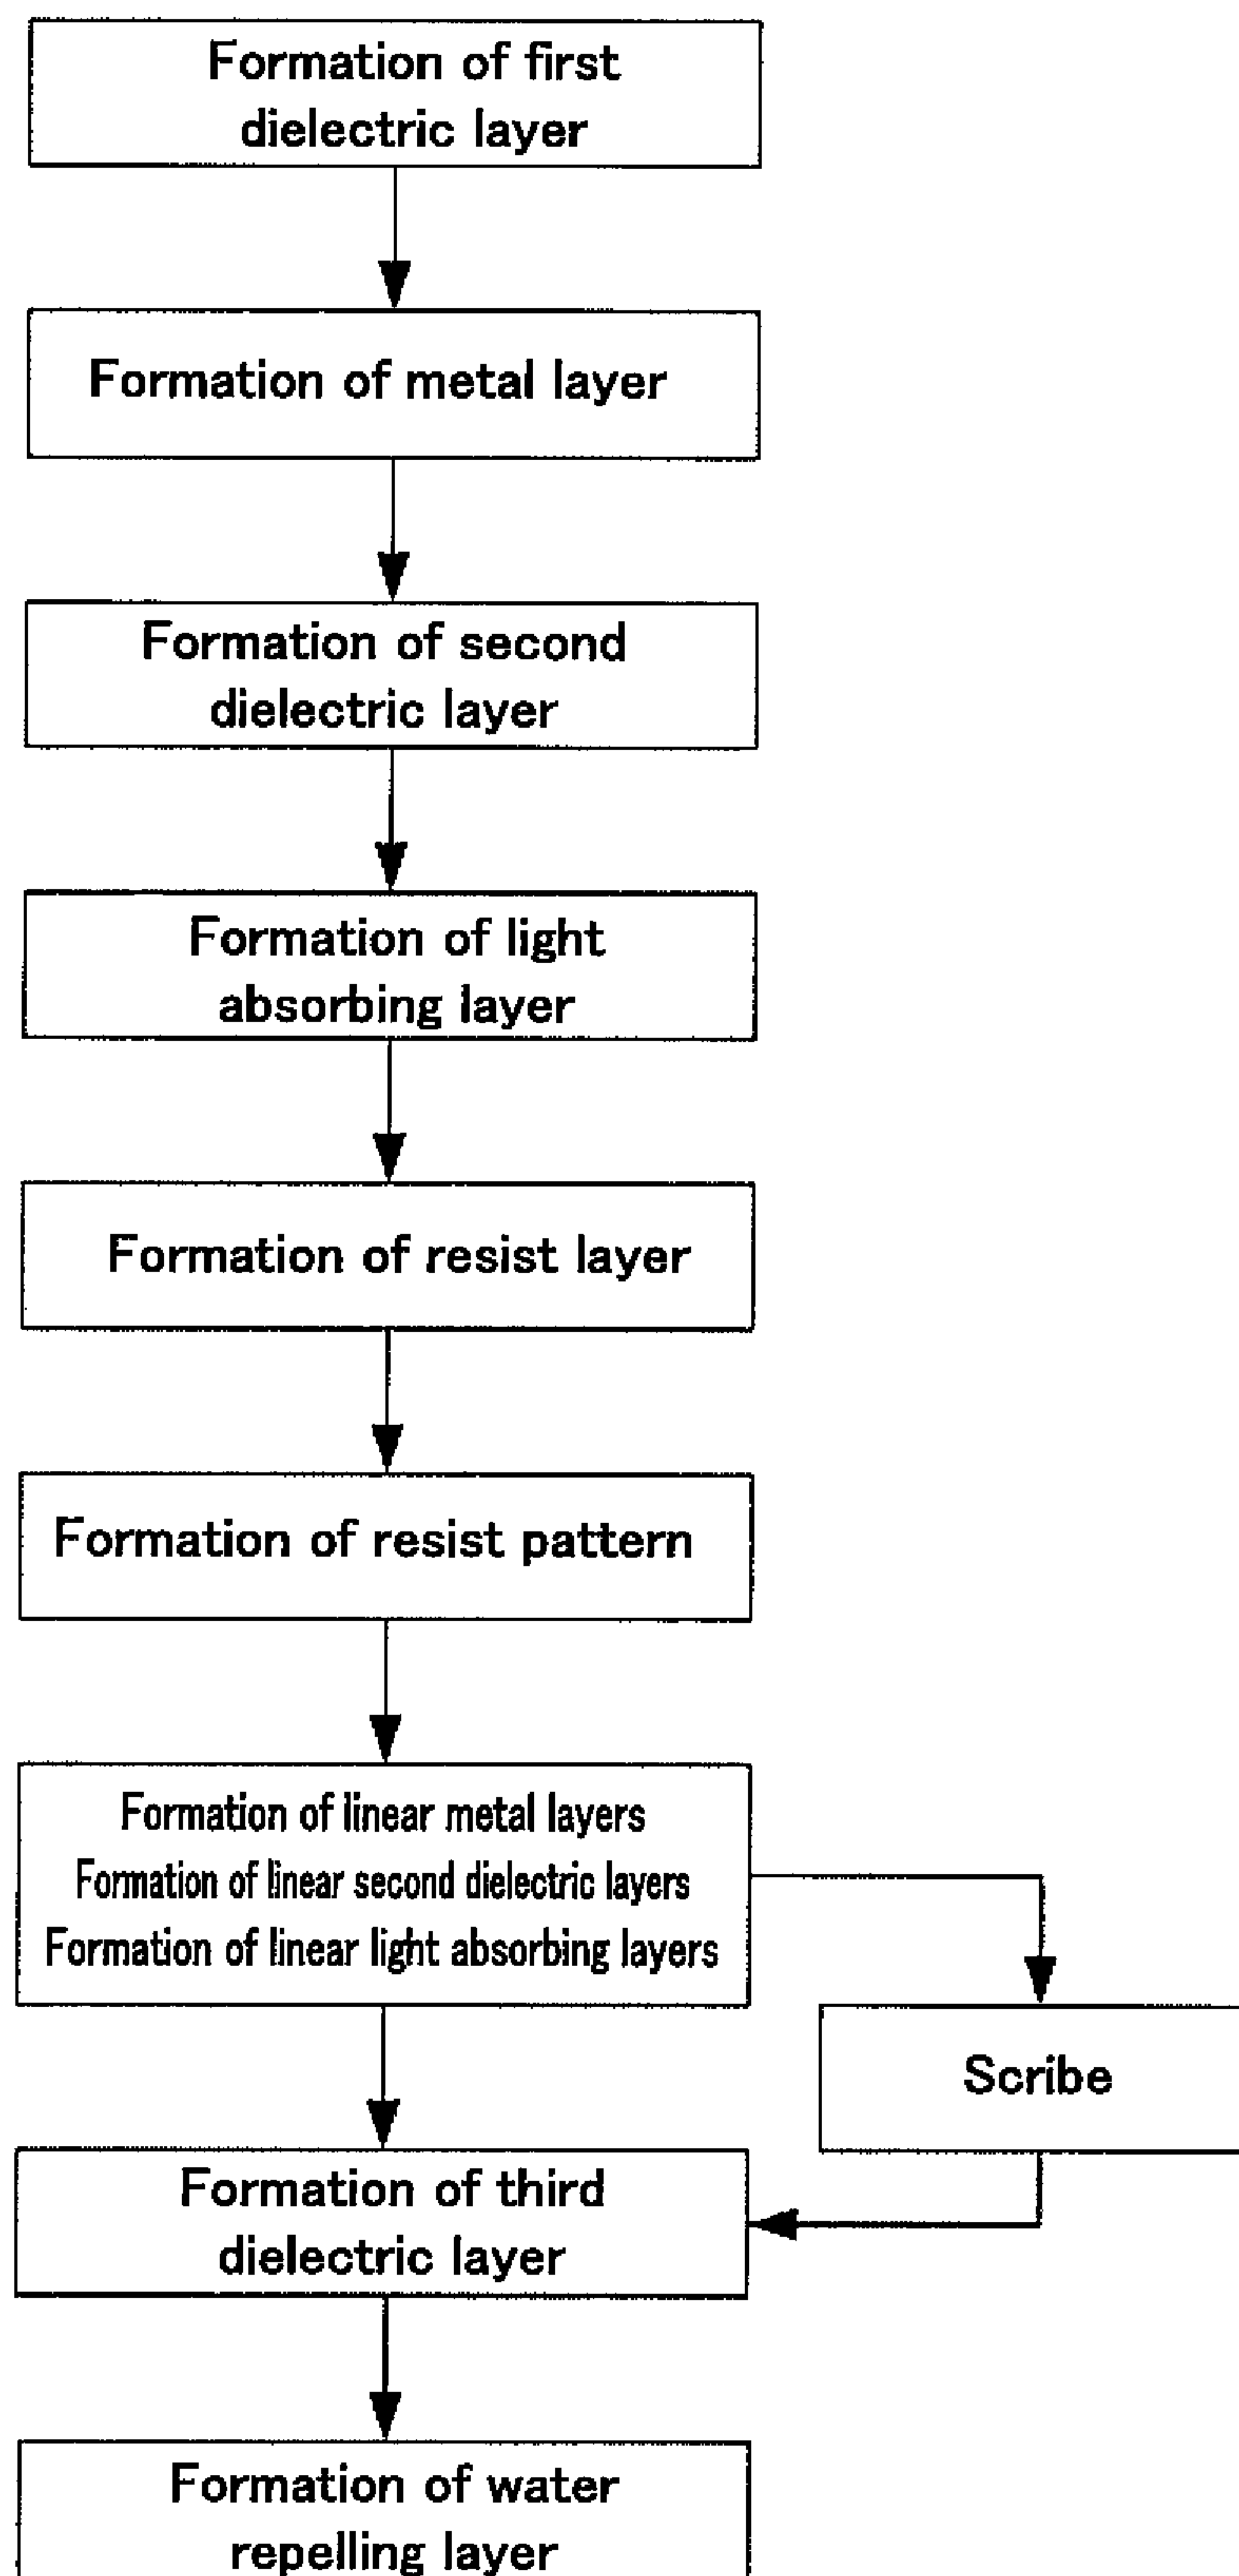 Formation of first
dielectric layer
Formation of metal layer
Formation of second
dielectric layer
Formation of light
absorbing layer
Formation of resist layer
Formation of resist pattern
Formation of linear metal layers
Formation of linear second dielectric layers
Formation of linear light absorbing layers
Scribe
Formation of third
dielectric layer
Formation of water
repelling layer